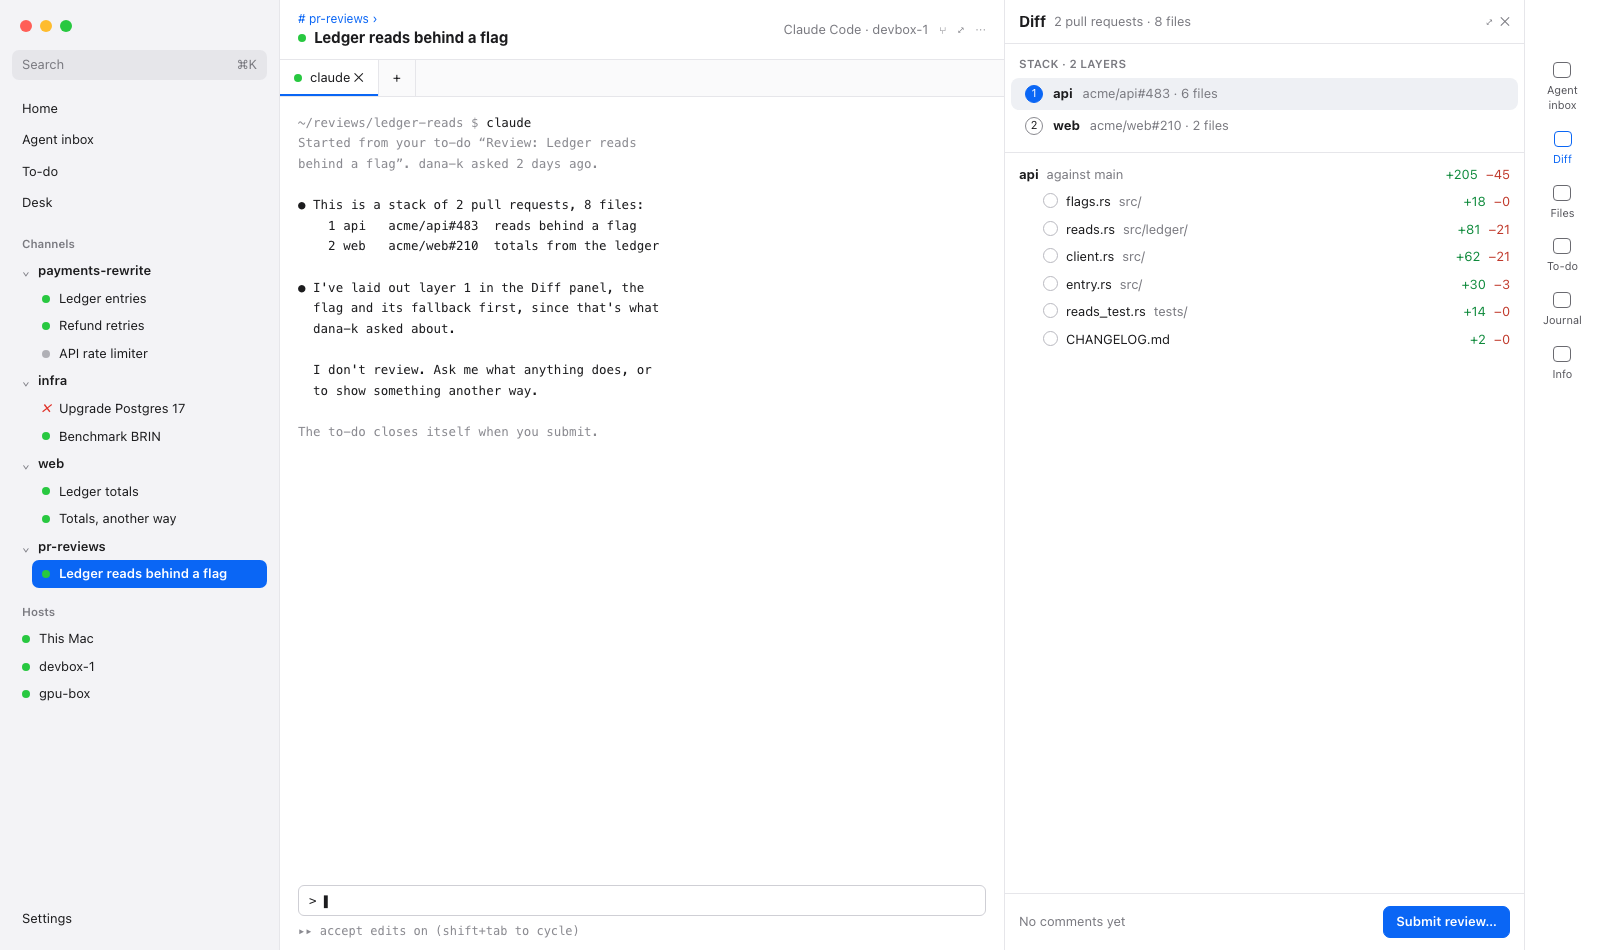 Search ⌘K
Home
Agent inbox
To-do
Desk
Channels
payments-rewrite
Ledger entries
Refund retries
API rate limiter
infra
Upgrade Postgres 17
Benchmark BRIN
web
Ledger totals
Totals, another way
pr-reviews
Ledger reads behind a flag
Hosts
This Mac
devbox-1
gpu-box
Settings
# pr-reviews ›
Ledger reads behind a flag
Claude Code · devbox-1
claude
+
~/reviews/ledger-reads $ claude
Started from your to-do “Review: Ledger reads
behind a flag”. dana-k asked 2 days ago.
● This is a stack of 2 pull requests, 8 files:
1 api acme/api#483 reads behind a flag
2 web acme/web#210 totals from the ledger
● I've laid out layer 1 in the Diff panel, the
flag and its fallback first, since that's what
dana-k asked about.
I don't review. Ask me what anything does, or
to show something another way.
The to-do closes itself when you submit.
>
▸▸ accept edits on (shift+tab to cycle)
Diff 2 pull requests · 8 files
STACK · 2 LAYERS
1 api acme/api#483 · 6 files
2 web acme/web#210 · 2 files
api against main +205 −45
flags.rs src/ +18 −0
reads.rs src/ledger/ +81 −21
client.rs src/ +62 −21
entry.rs src/ +30 −3
reads_test.rs tests/ +14 −0
CHANGELOG.md +2 −0
No comments yet
Submit review...
Agent
inbox
Diff
Files
To-do
Journal
Info